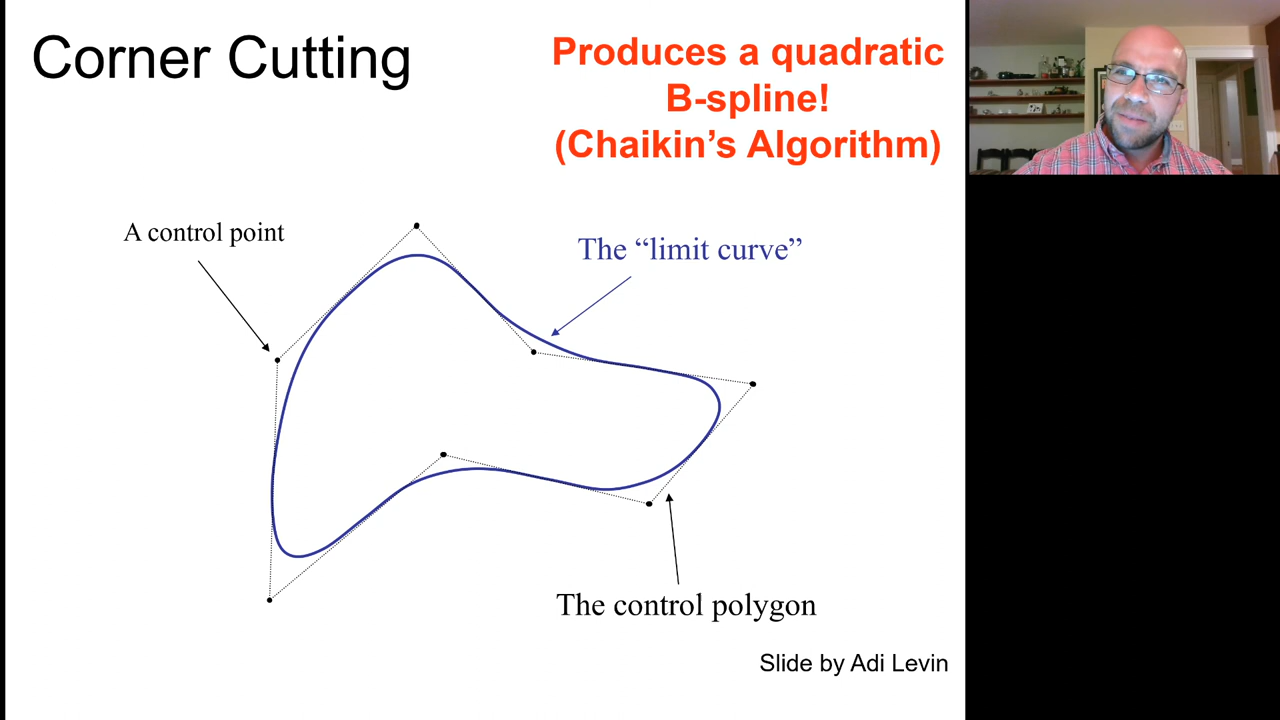 Corner Cutting
Produces a quadratic
B-spline!
(Chaikin’s Algorithm)
A control point
The “limit curve”
The control polygon
Slide by Adi Levin